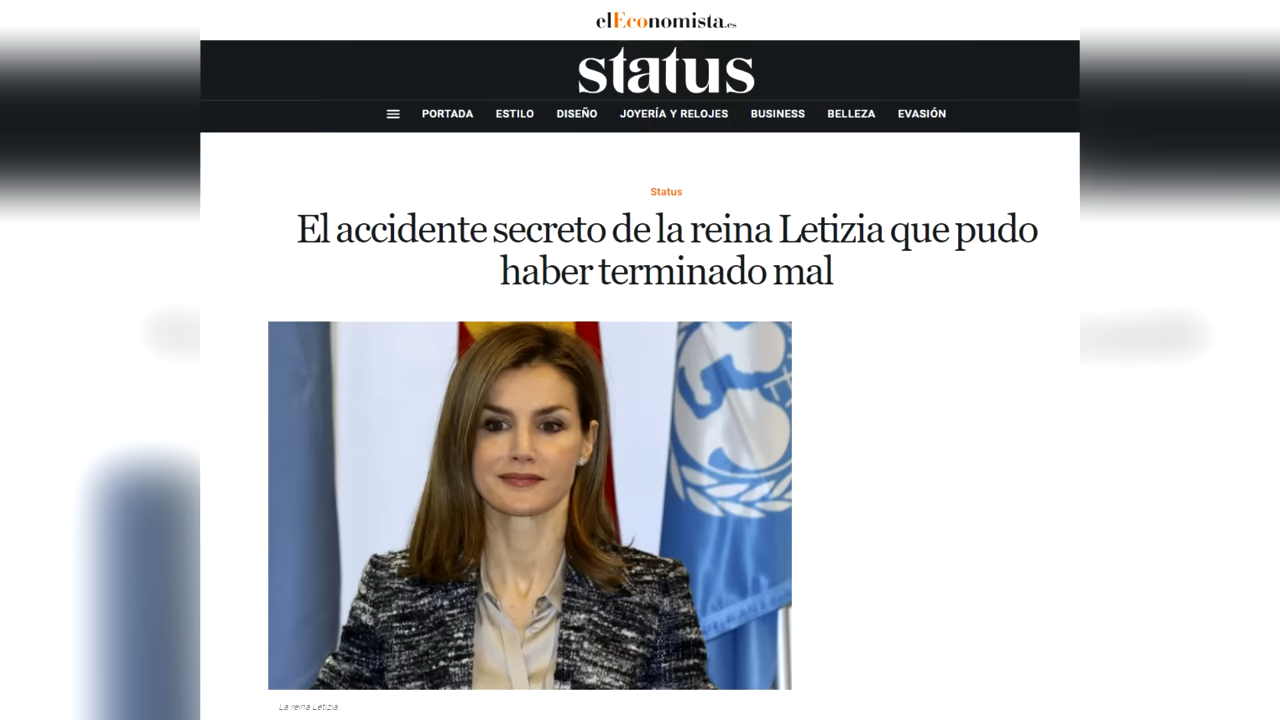 elEconomista.es
status
PORTADA ESTILO DISEÑO JOYERÍA Y RELOJES BUSINESS BELLEZA EVASIÓN
Status
El accidente secreto de la reina Letizia que pudo
haber terminado mal
La reina Letizia.